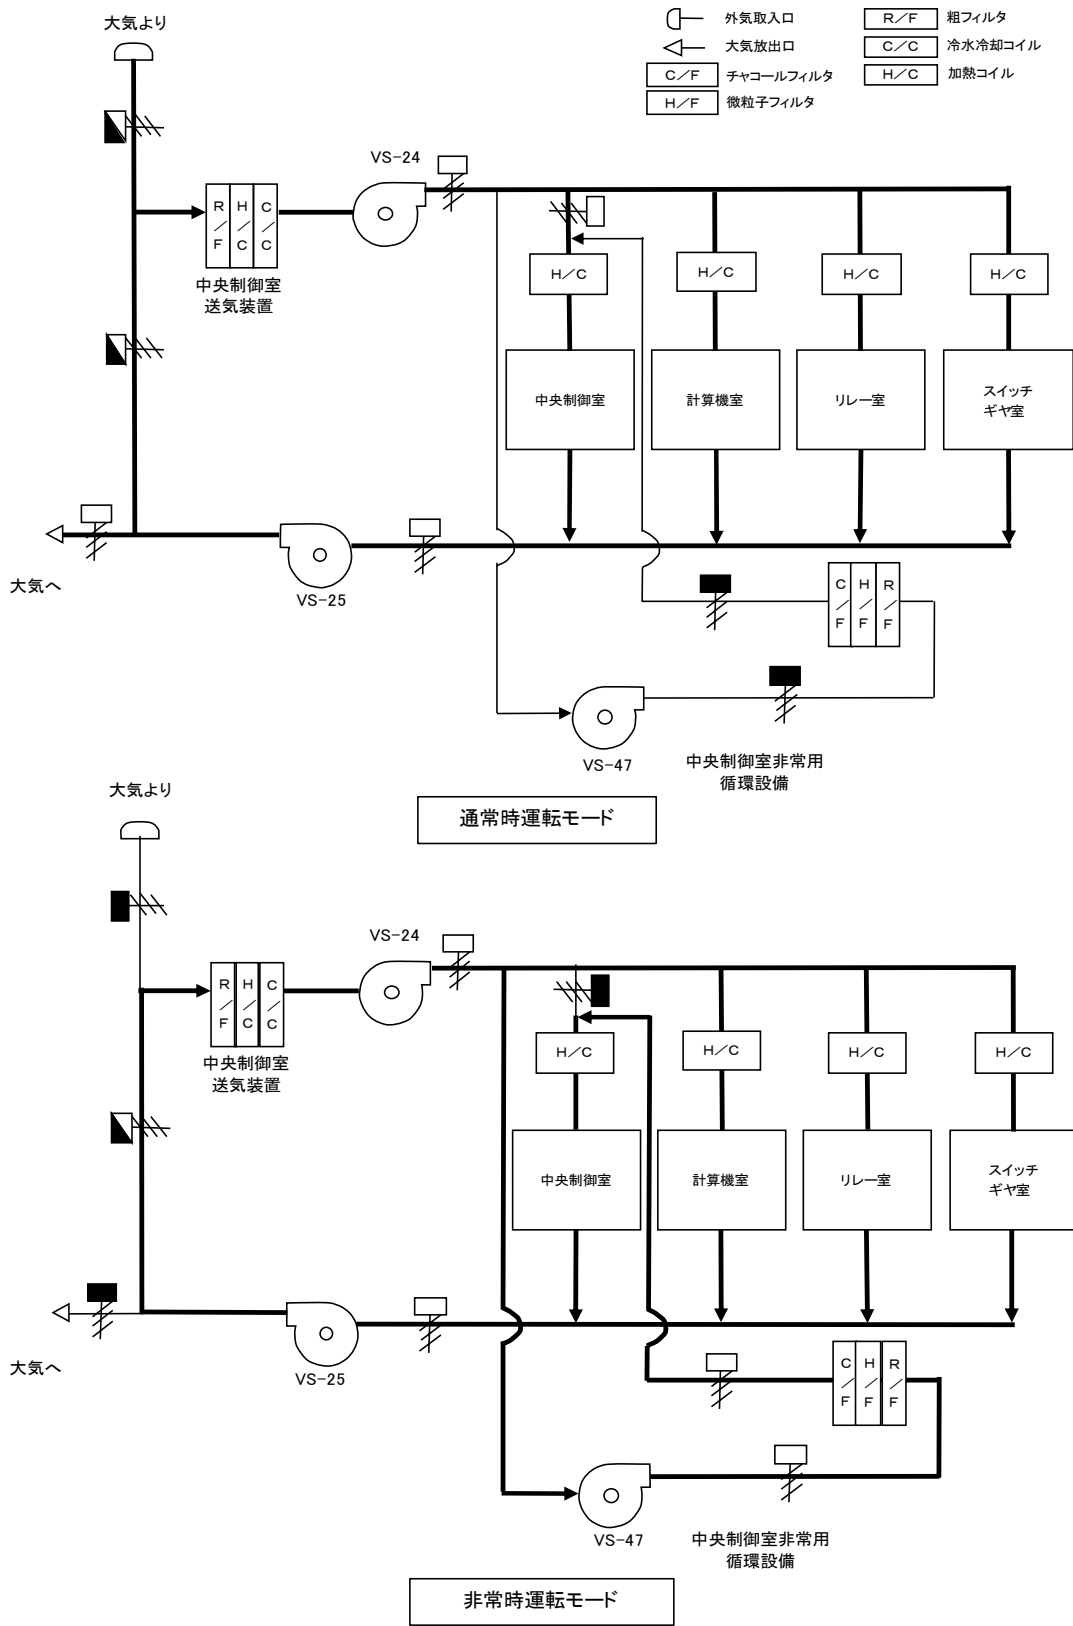 大気より
外気取入口
R/F 粗フィルタ
大気放出口
C/C 冷水冷却コイル
C/F チャコールフィルタ
H/C 加熱コイル
H/F 微粒子フィルタ
VS-24
R/F
H/C
C/C
中央制御室
送気装置
H/C
H/C
H/C
H/C
中央制御室
計算機室
リレー室
スイッチ
ギヤ室
大気へ
VS-25
C/F
H/F
R/F
VS-47
中央制御室非常用
循環設備
通常時運転モード
大気より
VS-24
R/F
H/C
C/C
中央制御室
送気装置
H/C
H/C
H/C
H/C
中央制御室
計算機室
リレー室
スイッチ
ギヤ室
大気へ
VS-25
C/F
H/F
R/F
VS-47
中央制御室非常用
循環設備
非常時運転モード